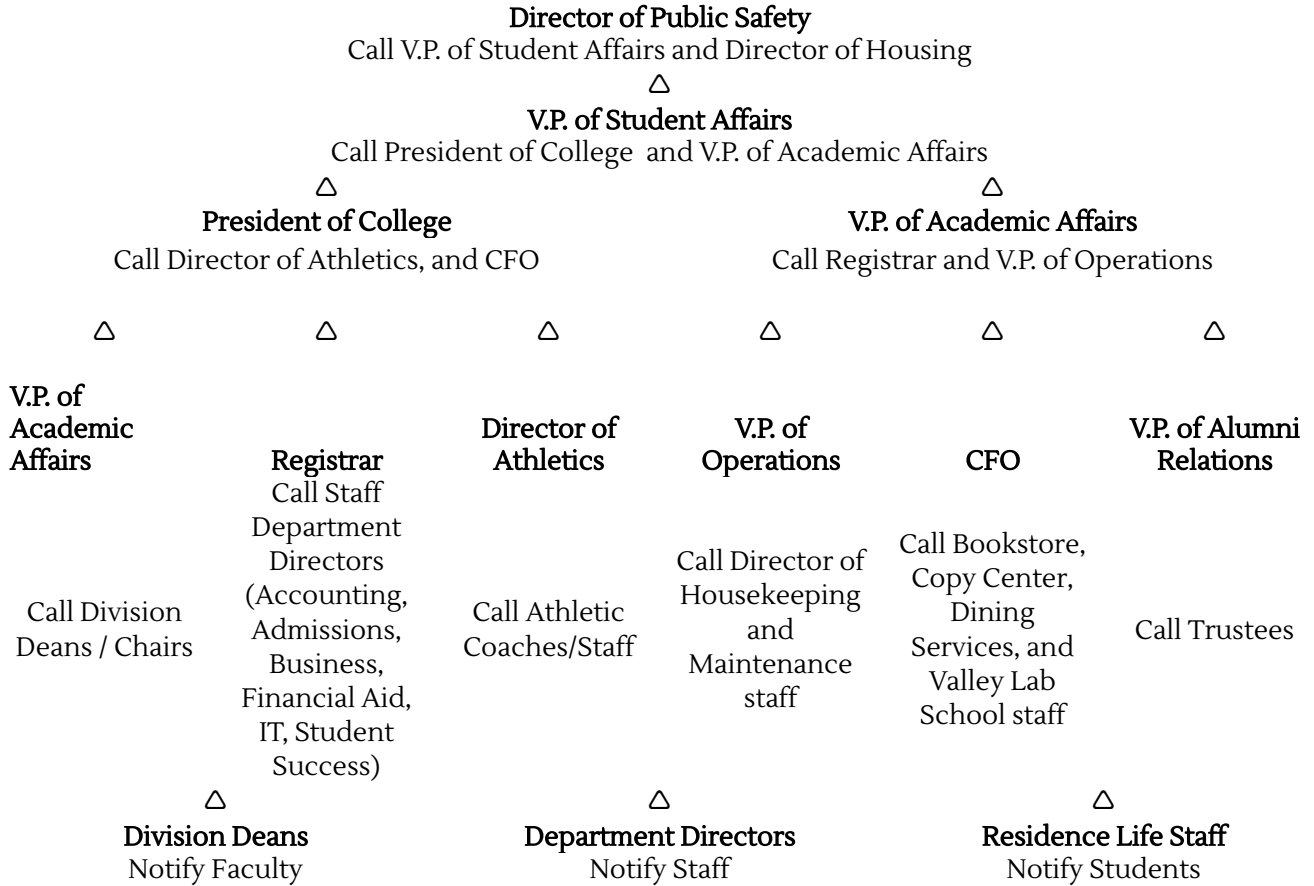 Director of Public Safety
Call V.P. of Student Affairs and Director of Housing
V.P. of Student Affairs
Call President of College and V.P. of Academic Affairs
President of College
Call Director of Athletics, and CFO
V.P. of Academic Affairs
Call Registrar and V.P. of Operations
V.P. of
Academic
Affairs
Call Division
Deans / Chairs
Registrar
Call Staff
Department
Directors
(Accounting,
Admissions,
Business,
Financial Aid,
IT, Student
Success)
Director of
Athletics
Call Athletic
Coaches/Staff
V.P. of
Operations
Call Director of
Housekeeping
and
Maintenance
staff
CFO
Call Bookstore,
Copy Center,
Dining
Services, and
Valley Lab
School staff
V.P. of Alumni
Relations
Call Trustees
Division Deans
Notify Faculty
Department Directors
Notify Staff
Residence Life Staff
Notify Students